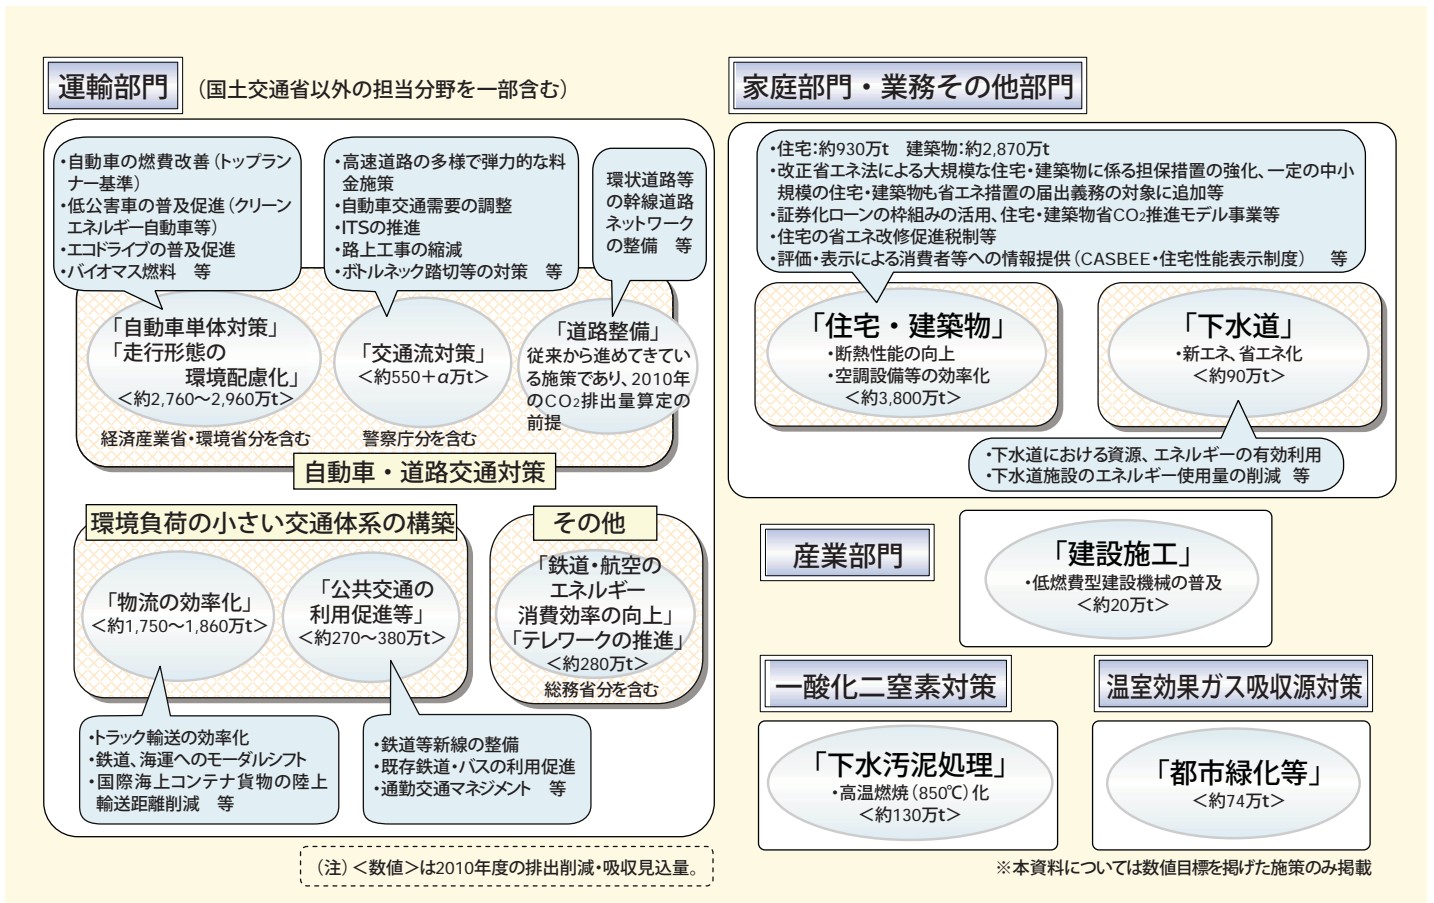 運輸部門
（国土交通省以外の担当分野を一部含む）
・自動車の燃費改善（トップラン
ナー基準）
・低公害車の普及促進（クリーン
エネルギー自動車等）
・エコドライブの普及促進
・バイオマス燃料　等
・高速道路の多様で弾力的な料
金施策
・自動車交通需要の調整
・ITSの推進
・路上工事の縮減
・ボトルネック踏切等の対策　等
環状道路等
の幹線道路
ネットワーク
の整備　等
「自動車単体対策」
「走行形態の
環境配慮化」
＜約2,760～2,960万t＞
経済産業省・環境省分を含む
「交通流対策」
＜約550＋α万t＞
警察庁分を含む
「道路整備」
従来から進めてきてい
る施策であり、2010年
のCO₂排出量算定の
前提
自動車・道路交通対策
環境負荷の小さい交通体系の構築
「物流の効率化」
＜約1,750～1,860万t＞
「公共交通の
利用促進等」
＜約270～380万t＞
・トラック輸送の効率化
・鉄道、海運へのモーダルシフト
・国際海上コンテナ貨物の陸上
輸送距離削減　等
・鉄道等新線の整備
・既存鉄道・バスの利用促進
・通勤交通マネジメント　等
その他
「鉄道・航空の
エネルギー
消費効率の向上」
「テレワークの推進」
＜約280万t＞
総務省分を含む
（注）＜数値＞は2010年度の排出削減・吸収見込量。
家庭部門・業務その他部門
・住宅：約930万t　建築物：約2,870万t
・改正省エネ法による大規模な住宅・建築物に係る担保措置の強化、一定の中小
規模の住宅・建築物も省エネ措置の届出義務の対象に追加等
・証券化ローンの枠組みの活用、住宅・建築物省CO₂推進モデル事業等
・住宅の省エネ改修促進税制等
・評価・表示による消費者等への情報提供（CASBEE・住宅性能表示制度）　等
「住宅・建築物」
・断熱性能の向上
・空調設備等の効率化
＜約3,800万t＞
「下水道」
・新エネ、省エネ化
＜約90万t＞
・下水道における資源、エネルギーの有効利用
・下水道施設のエネルギー使用量の削減　等
産業部門
「建設施工」
・低燃費型建設機械の普及
＜約20万t＞
一酸化二窒素対策
「下水汚泥処理」
・高温燃焼（850℃）化
＜約130万t＞
温室効果ガス吸収源対策
「都市緑化等」
＜約74万t＞
※本資料については数値目標を掲げた施策のみ掲載